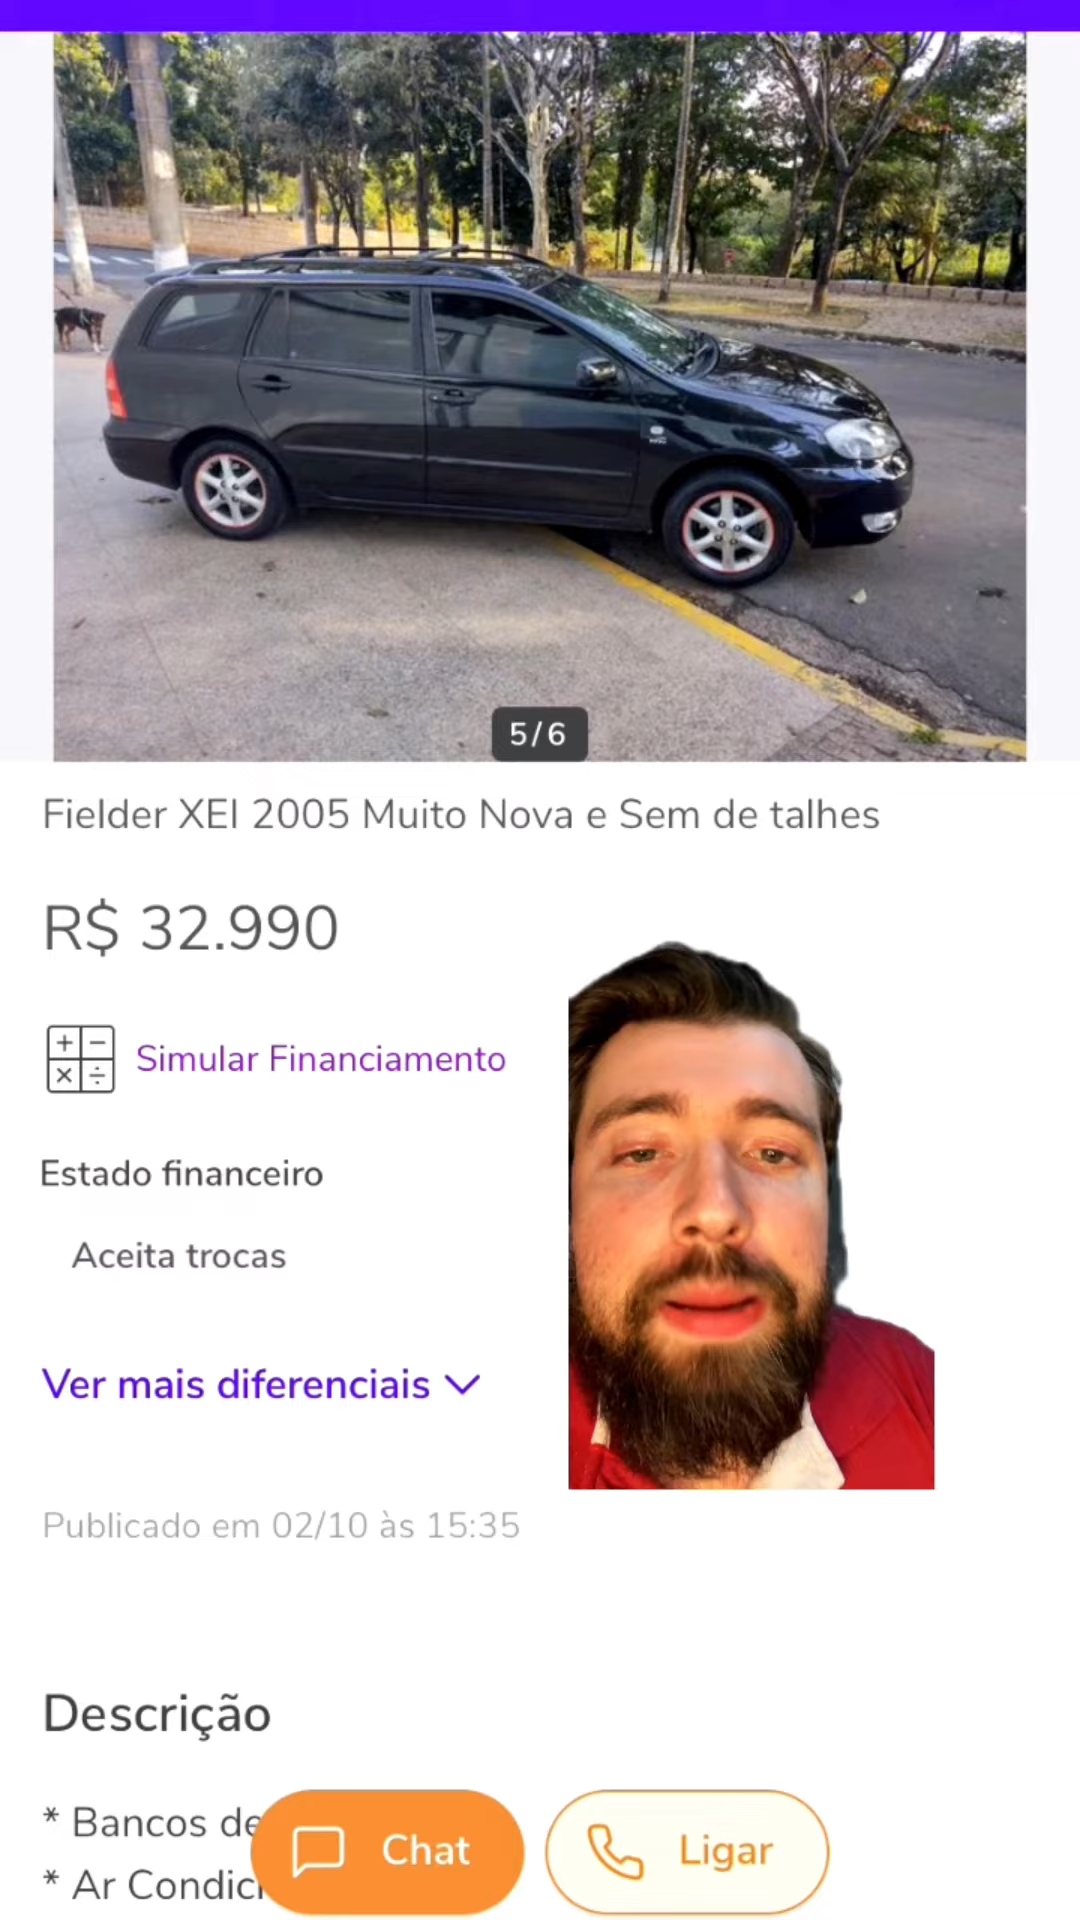 5/6
Fielder XEI 2005 Muito Nova e Sem de talhes
R$ 32.990
Simular Financiamento
Estado financeiro
Aceita trocas
Ver mais diferenciais
Publicado em 02/10 às 15:35
Descrição
* Bancos de
* Ar Condici
Chat
Ligar